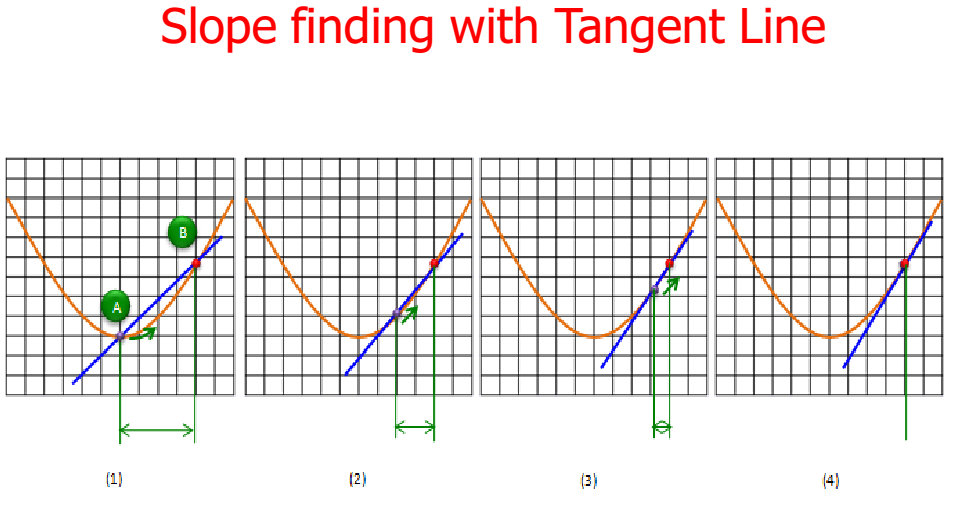 Slope finding with Tangent Line
B
A
(1)
(2)
(3)
(4)